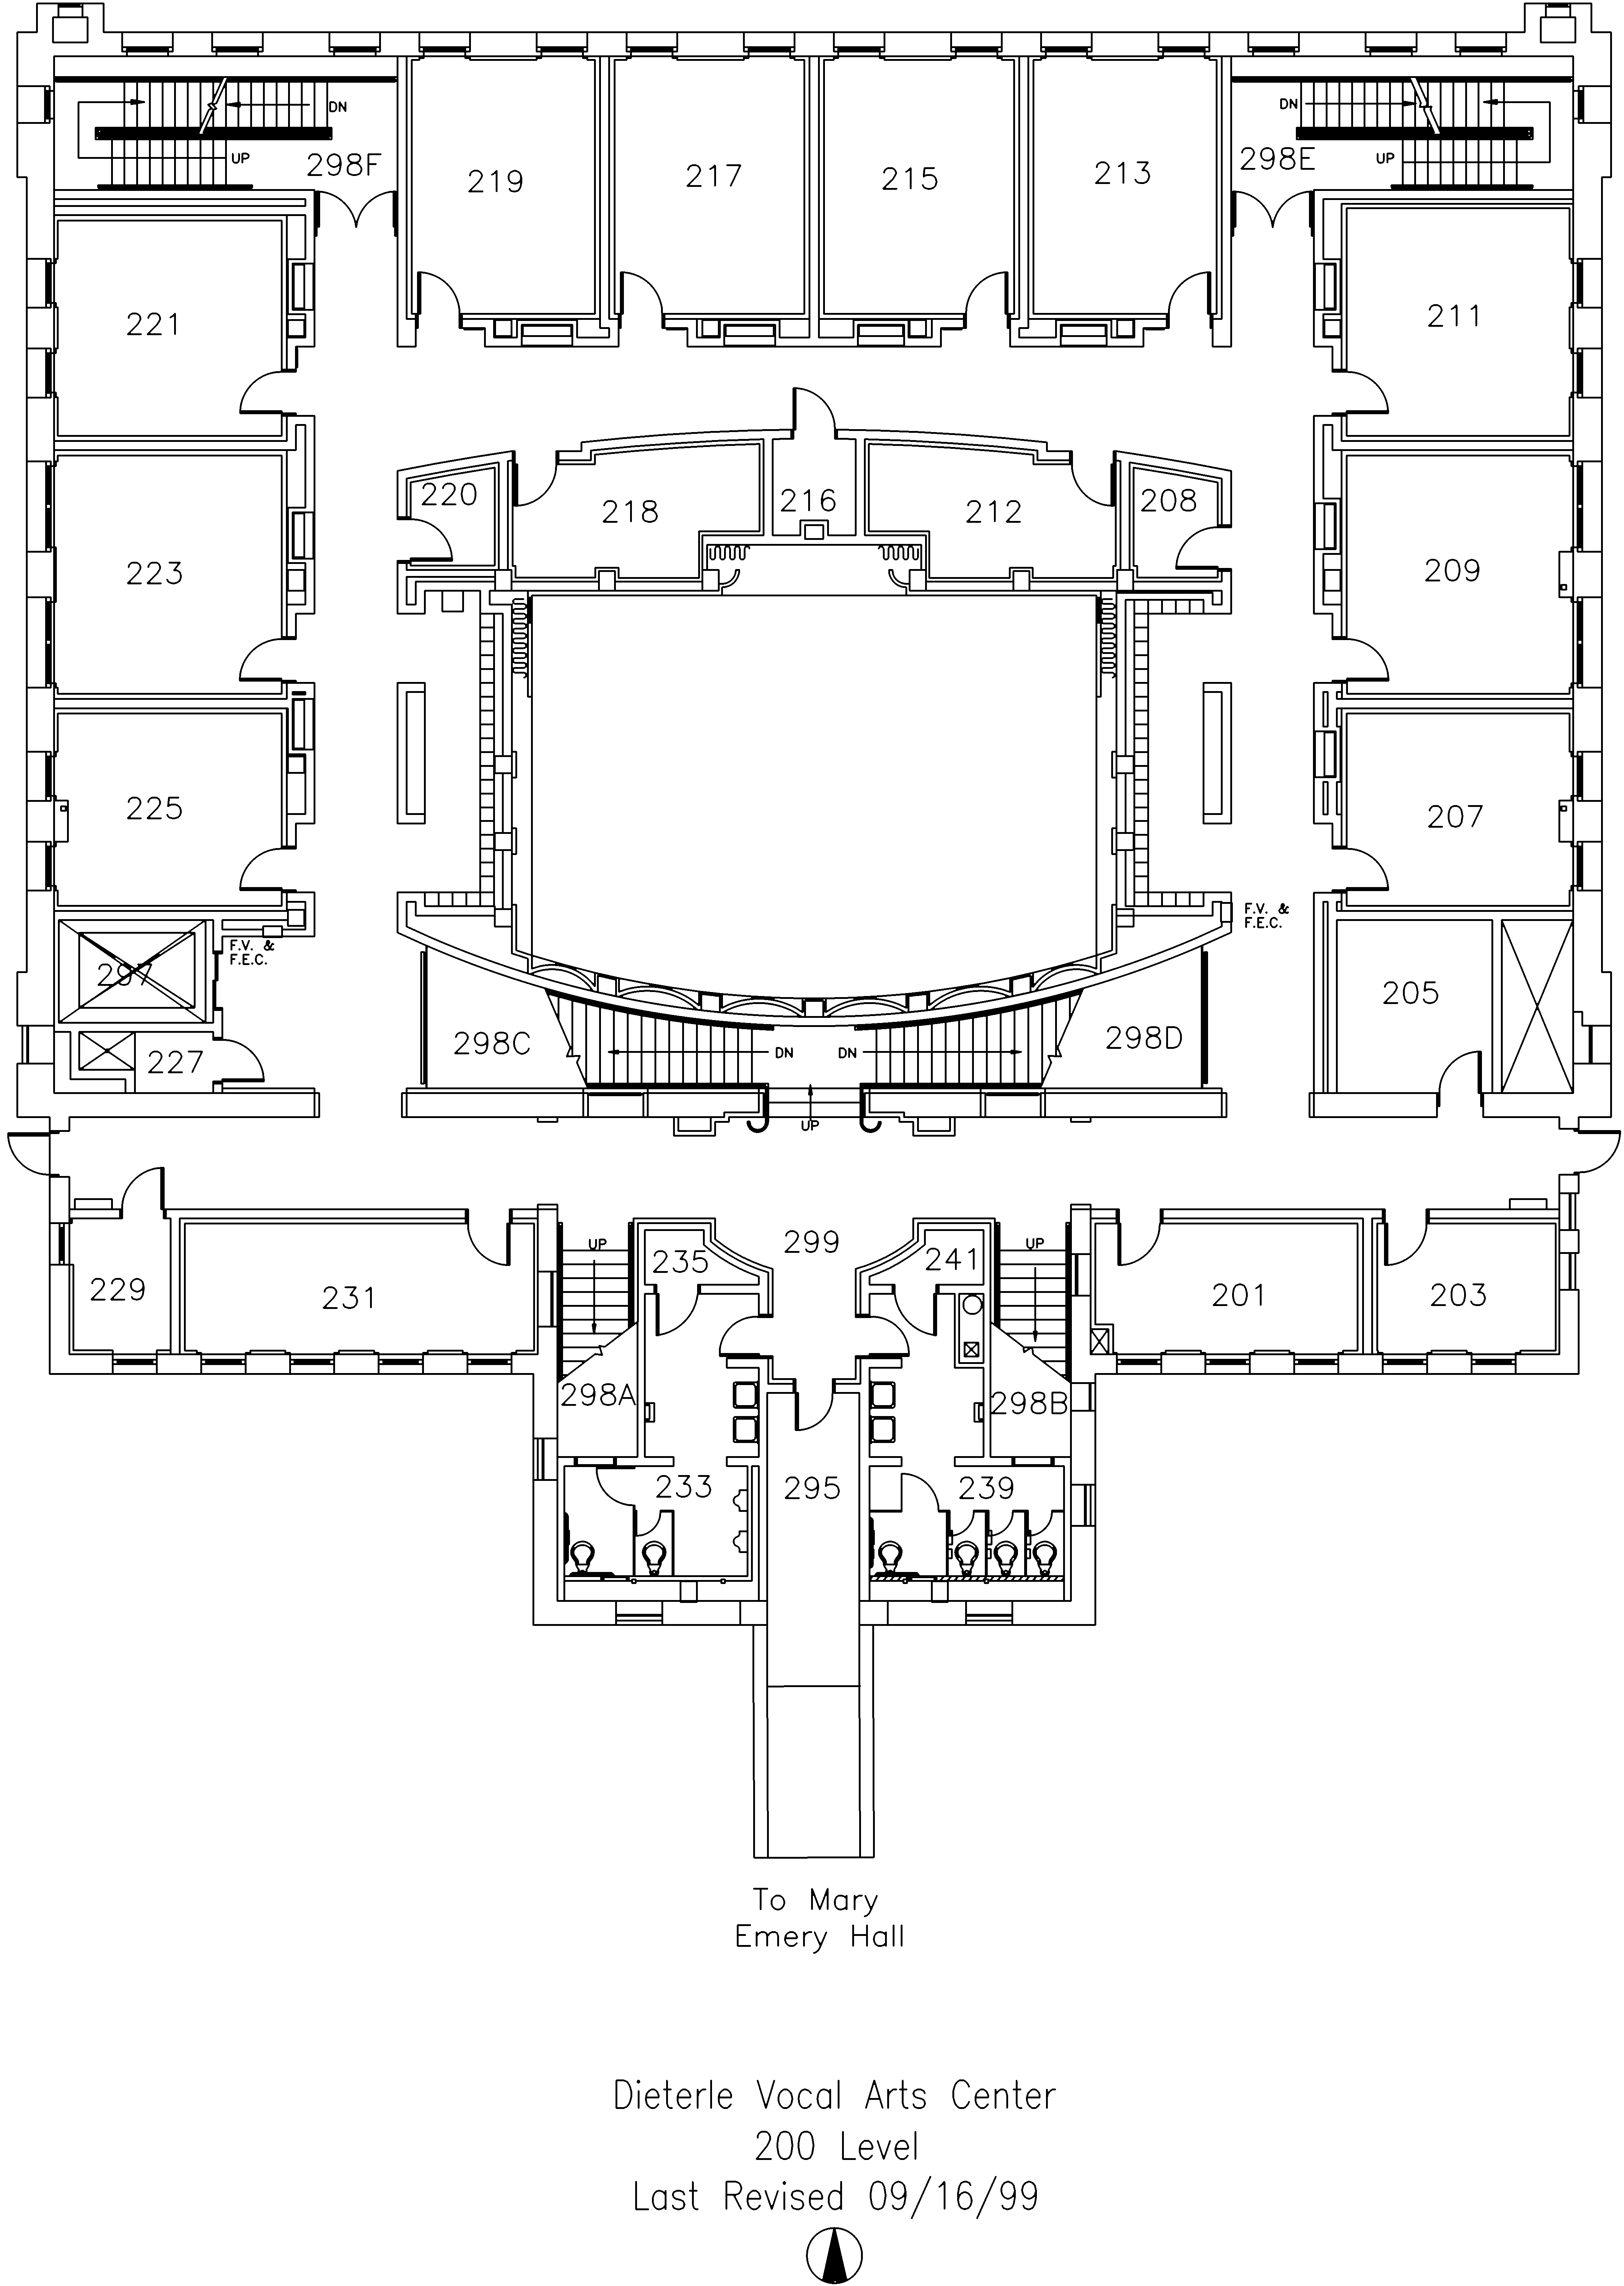 DN
DN
UP
298F
298E
UP
219
217
215
213
221
211
220
218
216
212
208
223
209
225
207
F.V. &
F.E.C.
F.V. &
F.E.C.
297
205
298C
DN
DN
298D
227
UP
UP
299
UP
235
241
229
231
201
203
298A
298B
233
295
239
To Mary
Emery Hall
Dieterle Vocal Arts Center
200 Level
Last Revised 09/16/99